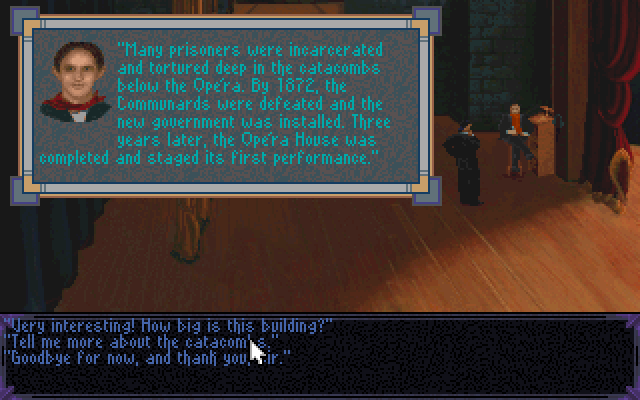 "Many prisoners were incarcerated
and tortured deep in the catacombs
below the Opéra. By 1872, the
Communards were defeated and the
new government was installed. Three
years later, the Opéra House was
completed and staged its first performance."
"Very interesting! How big is this building?"
"Tell me more about the catacombs."
"Goodbye for now, and thank you, sir."